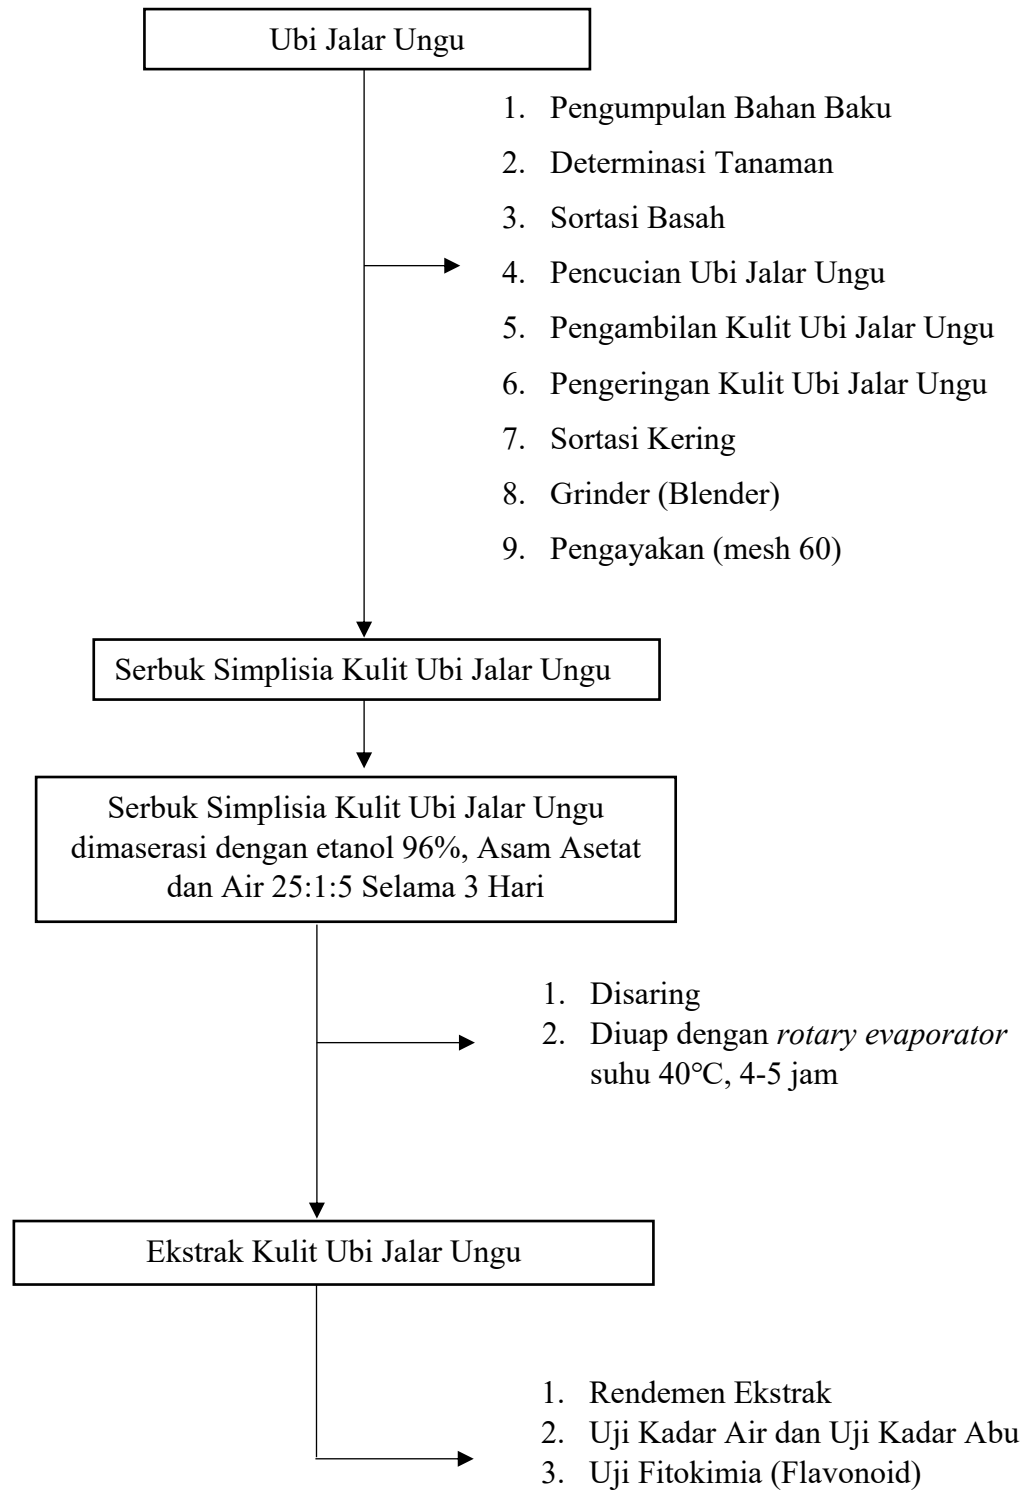 Ubi Jalar Ungu
1. Pengumpulan Bahan Baku
2. Determinasi Tanaman
3. Sortasi Basah
4. Pencucian Ubi Jalar Ungu
5. Pengambilan Kulit Ubi Jalar Ungu
6. Pengeringan Kulit Ubi Jalar Ungu
7. Sortasi Kering
8. Grinder (Blender)
9. Pengayakan (mesh 60)
Serbuk Simplisia Kulit Ubi Jalar Ungu
Serbuk Simplisia Kulit Ubi Jalar Ungu
dimaserasi dengan etanol 96%, Asam Asetat
dan Air 25:1:5 Selama 3 Hari
1. Disaring
2. Diuap dengan rotary evaporator
suhu 40℃, 4-5 jam
Ekstrak Kulit Ubi Jalar Ungu
1. Rendemen Ekstrak
2. Uji Kadar Air dan Uji Kadar Abu
3. Uji Fitokimia (Flavonoid)